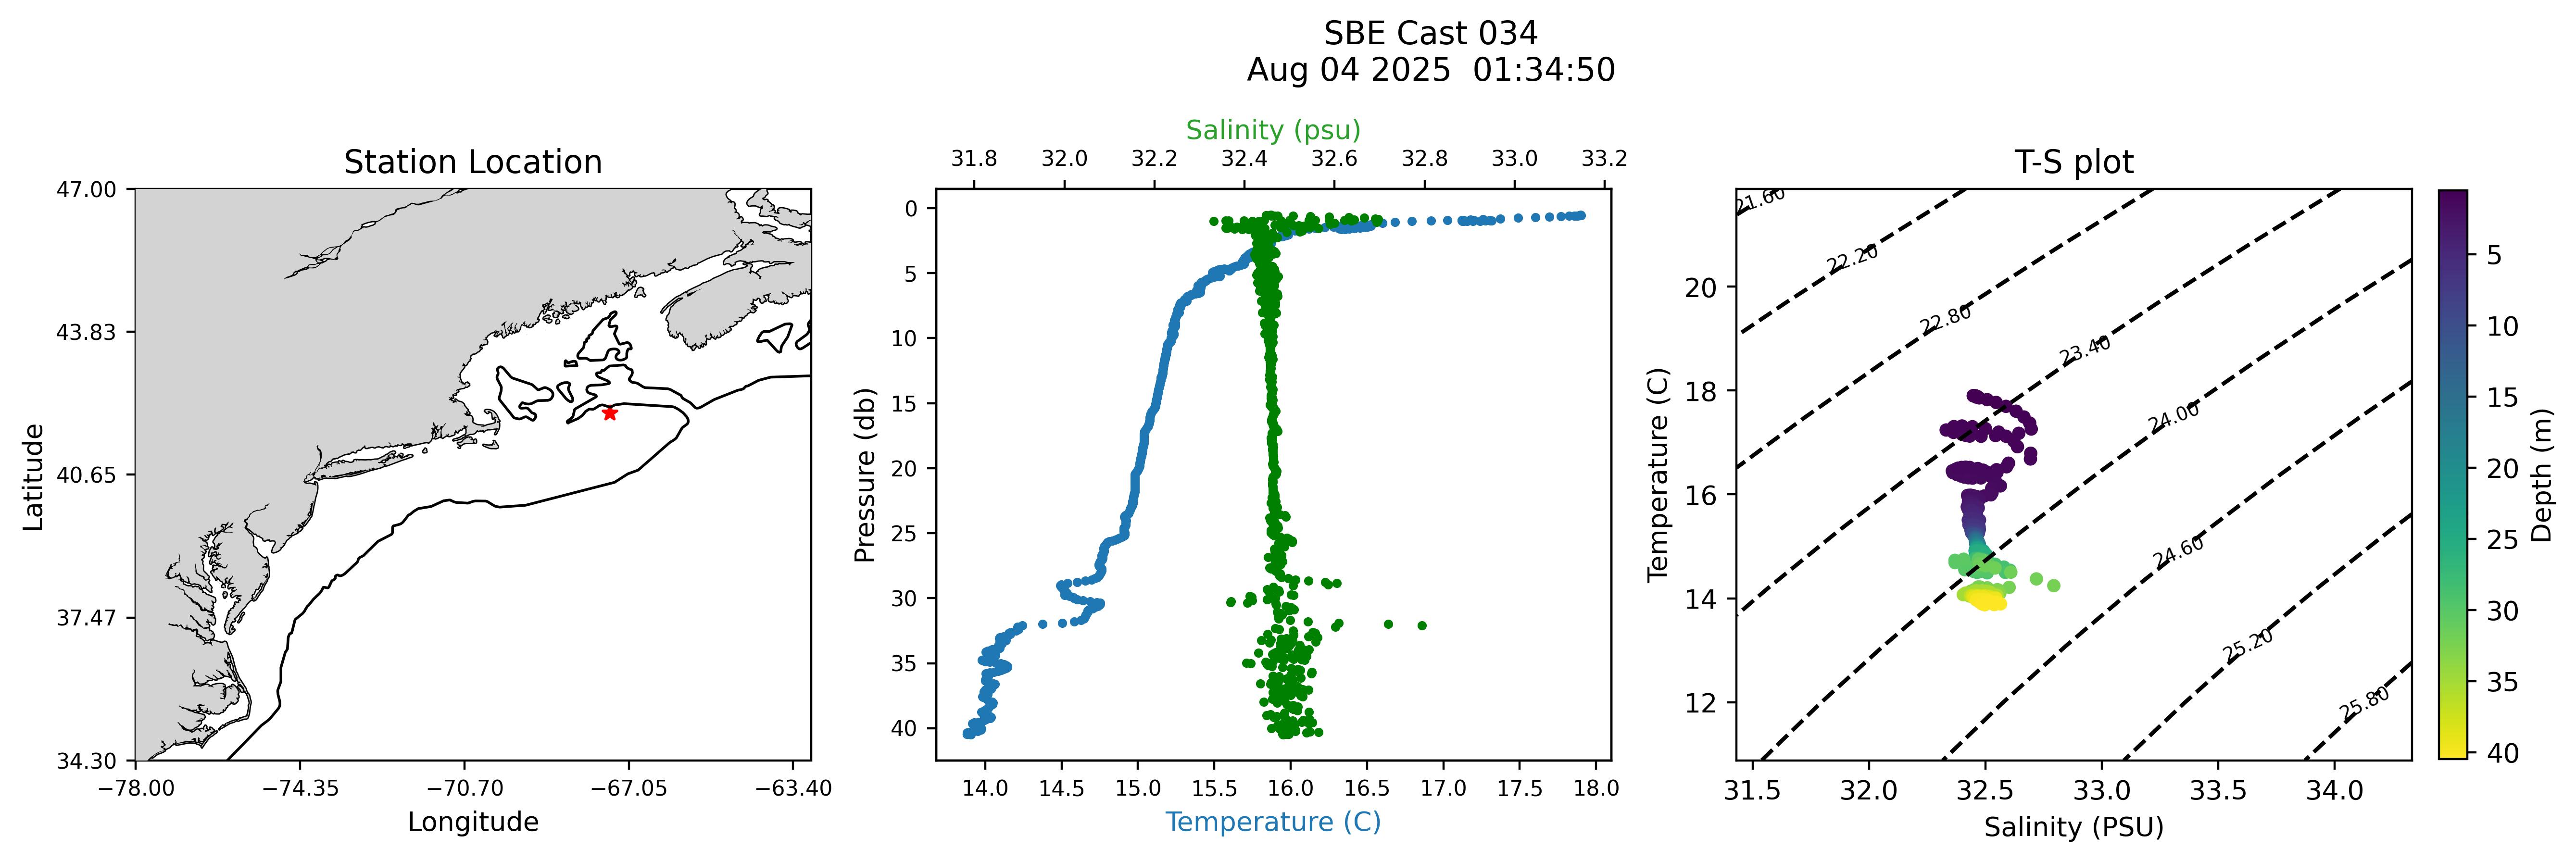 SBE Cast 034
Aug 04 2025  01:34:50
Station Location
47.00
43.83
40.65
37.47
34.30
Latitude
−78.00 −74.35 −70.70 −67.05 −63.40
Longitude
Salinity (psu)
31.8 32.0 32.2 32.4 32.6 32.8 33.0 33.2
0
5
10
15
20
25
30
35
40
Pressure (db)
14.0 14.5 15.0 15.5 16.0 16.5 17.0 17.5 18.0
Temperature (C)
T-S plot
20
18
16
14
12
Temperature (C)
21.60
22.20
22.80
23.40
24.00
24.60
25.20
25.80
31.5 32.0 32.5 33.0 33.5 34.0
Salinity (PSU)
5
10
15
20
25
30
35
40
Depth (m)